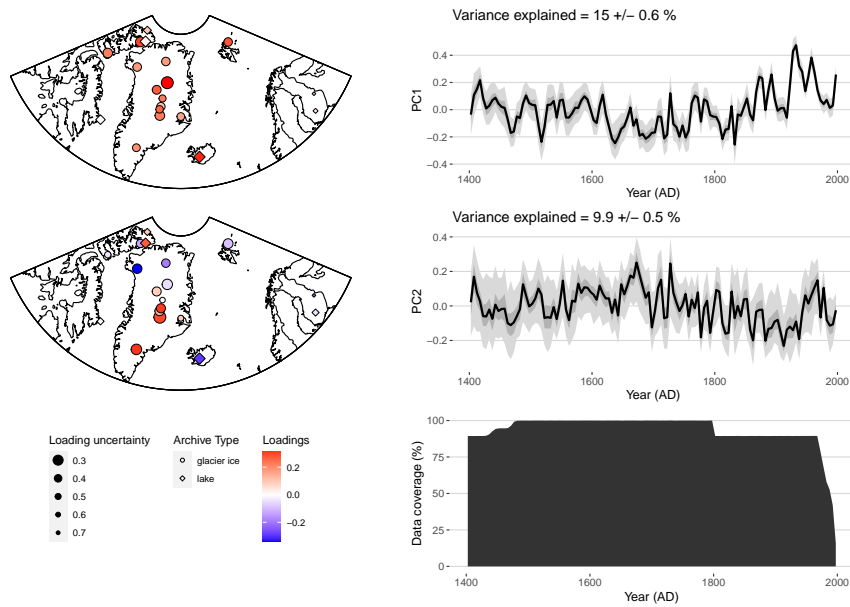 Variance explained = 15 +/− 0.6 %
PC1
0.4
0.2
0.0
−0.2
−0.4
1400
1600
1800
2000
Year (AD)
Variance explained = 9.9 +/− 0.5 %
PC2
0.4
0.2
0.0
−0.2
1400
1600
1800
2000
Year (AD)
Loading uncertainty
0.3
0.4
0.5
0.6
0.7
Archive Type
glacier ice
lake
Loadings
0.2
0.0
−0.2
Data coverage (%)
100
75
50
25
0
1400
1600
1800
2000
Year (AD)